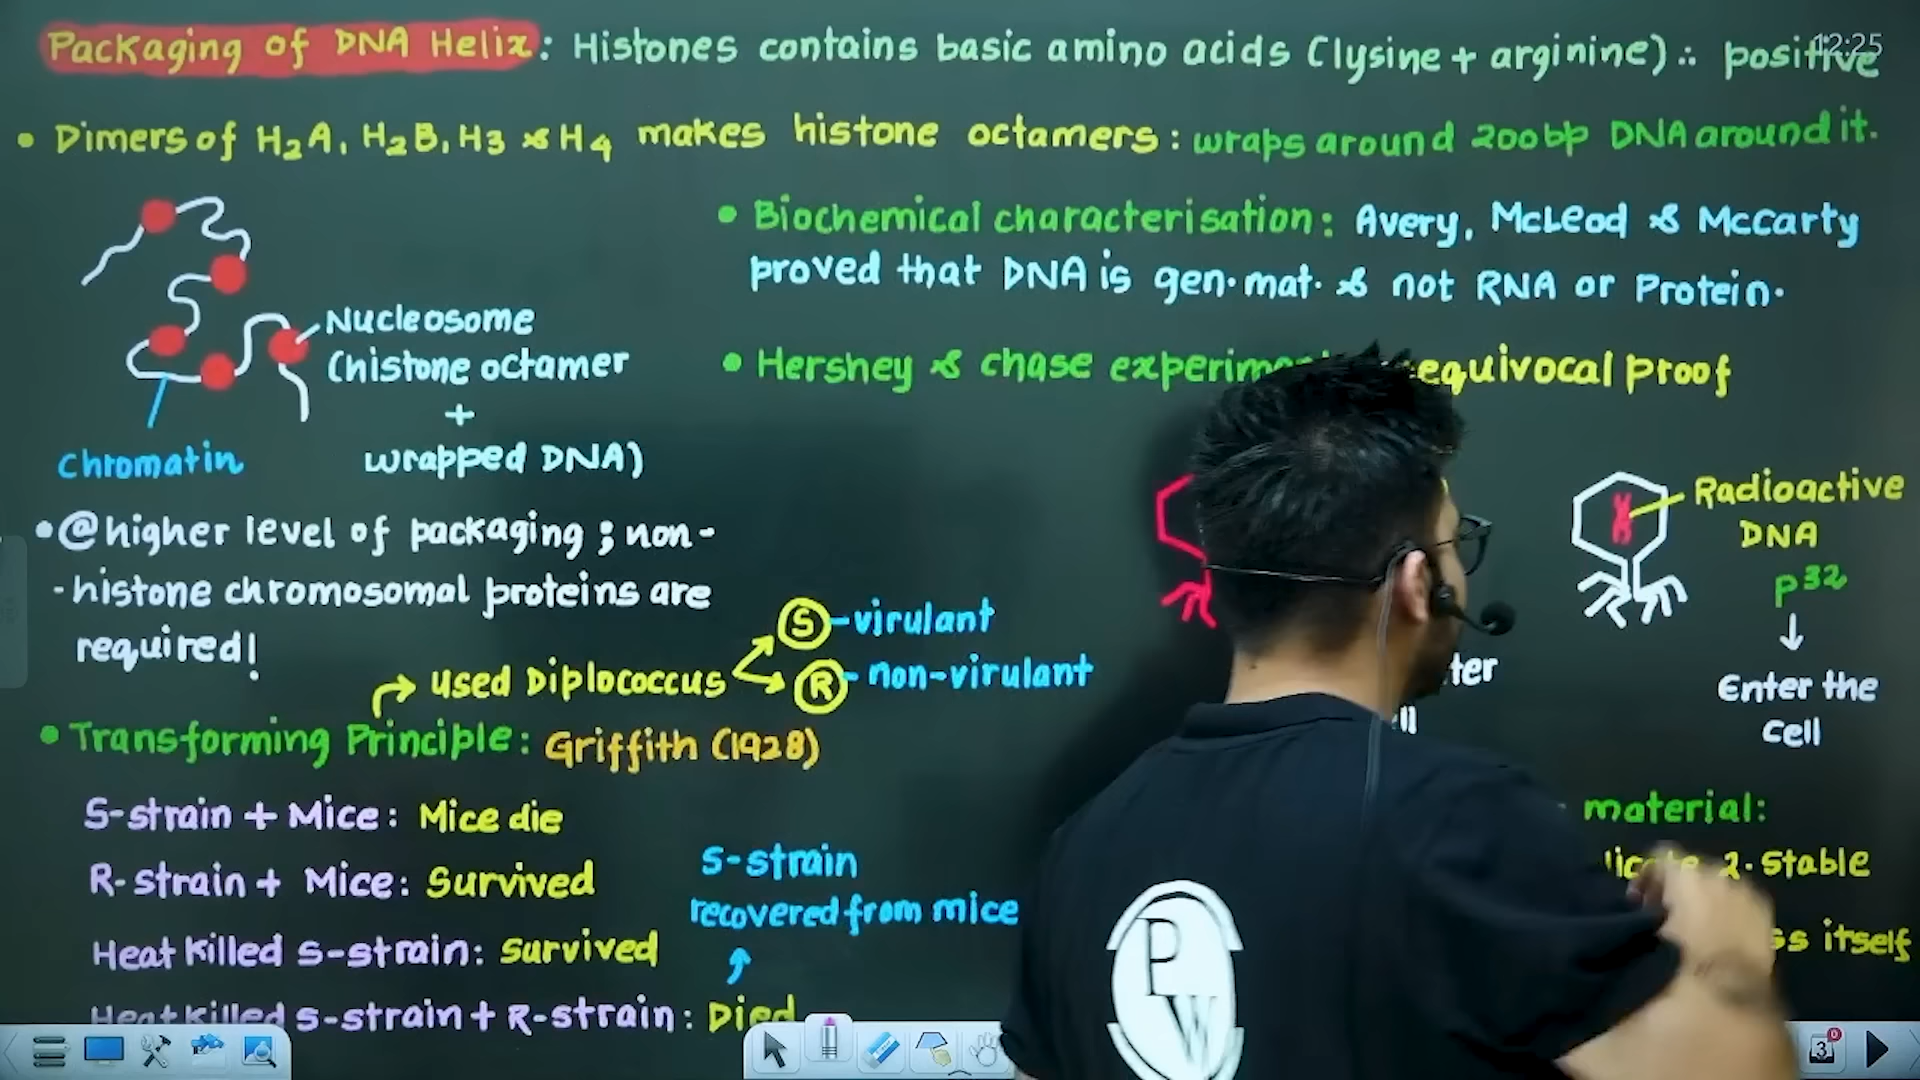 Packaging of DNA Helix: Histones contains basic amino acids (lysine + arginine) ∴ positive
12:25
• Dimers of H2A, H2B, H3 & H4 makes histone octamers: wraps around 200bp DNA around it.
• Biochemical characterisation: Avery, McLeod & McCarty
proved that DNA is gen. mat. & not RNA or Protein.
Nucleosome
(histone octamer
+
wrapped DNA)
Chromatin
• Hershey & chase equivocal proof
Radioactive
DNA
P32
↓
Enter the
cell
• @higher level of packaging ; non-
-histone chromosomal proteins are
required!
→ used Diplococcus
S - virulant
R - non-virulant
• Transforming Principle: Griffith (1928)
S-strain + Mice: Mice die
R-strain + Mice: Survived
Heat killed S-strain: Survived
Heat killed S-strain + R-strain: Died
S-strain
recovered from mice
material:
2. Stable
itself
PW
3
0